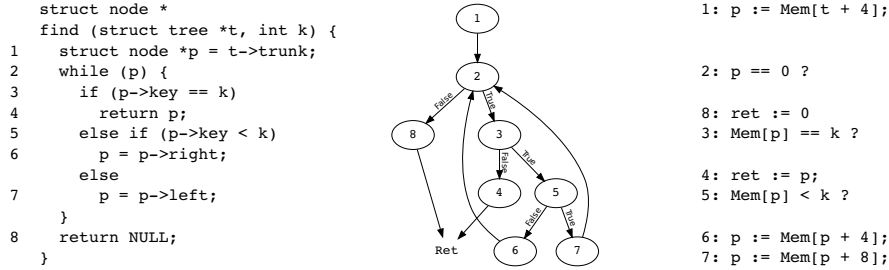 struct node *
find (struct tree *t, int k) {
1 struct node *p = t->trunk;
2 while (p) {
3 if (p->key == k)
4 return p;
5 else if (p->key < k)
6 p = p->right;
else
7 p = p->left;
}
8 return NULL;
}
1
2
False
True
8
3
False
True
4
5
False
True
Ret
6
7
1: p := Mem[t + 4];
2: p == 0 ?
8: ret := 0
3: Mem[p] == k ?
4: ret := p;
5: Mem[p] < k ?
6: p := Mem[p + 4];
7: p := Mem[p + 8];